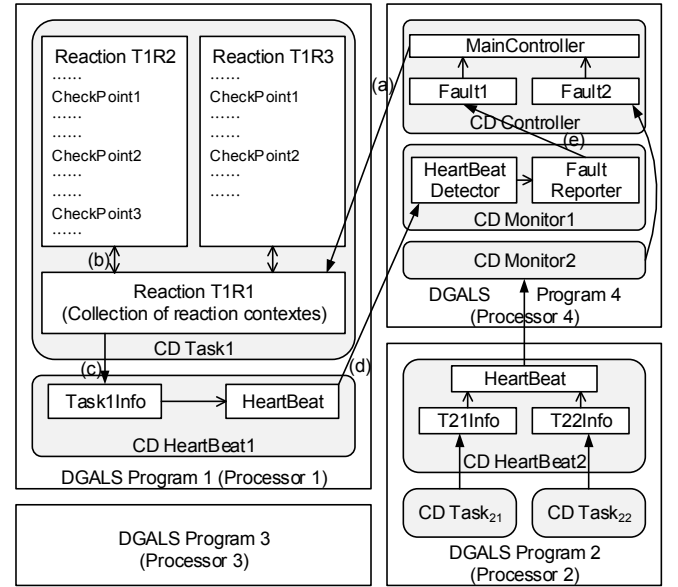 Reaction T1R2
......
CheckPoint1
......
......
CheckPoint2
......
......
CheckPoint3
......
Reaction T1R3
......
CheckPoint1
......
......
CheckPoint2
......
......
(b)
Reaction T1R1
(Collection of reaction contextes)
CD Task1
(c)
Task1Info
HeartBeat
CD HeartBeat1
DGALS Program 1 (Processor 1)
DGALS Program 3
(Processor 3)
(a)
(d)
MainController
Fault1
Fault2
CD Controller
(e)
HeartBeat
Detector
Fault
Reporter
CD Monitor1
CD Monitor2
DGALS Program 4
(Processor 4)
HeartBeat
T21Info
T22Info
CD HeartBeat2
CD Task21
CD Task22
DGALS Program 2
(Processor 2)